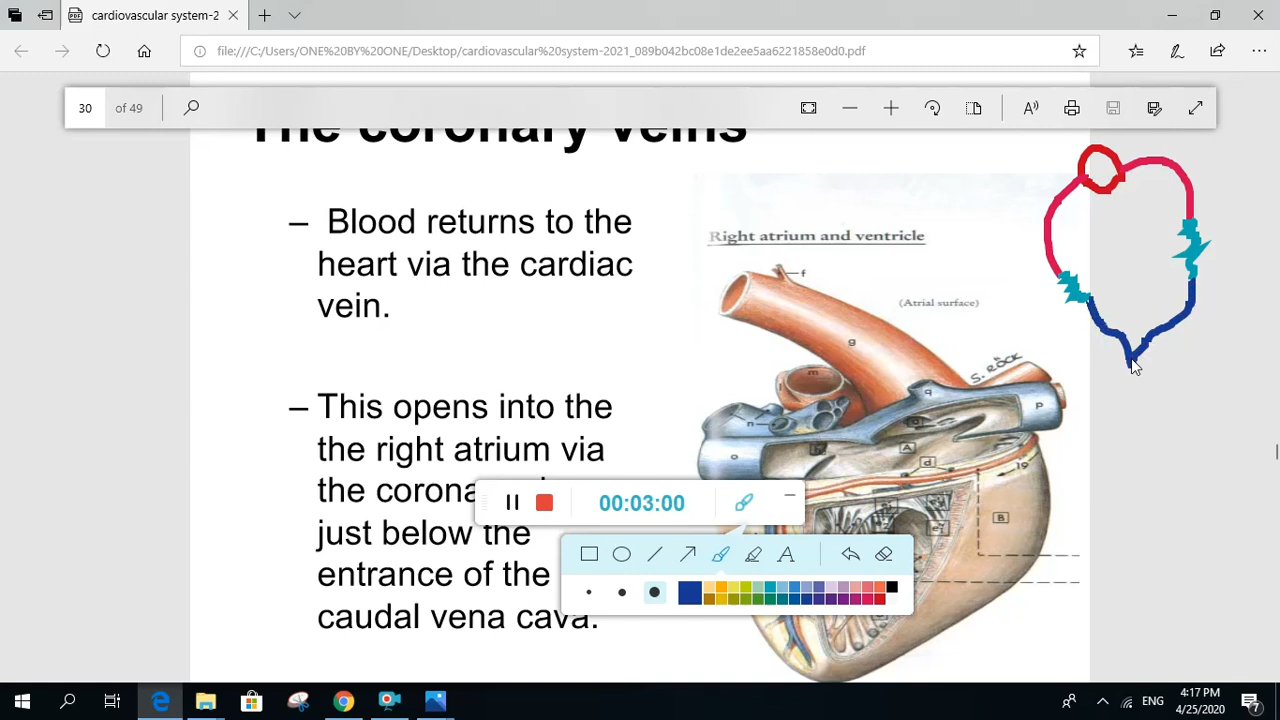 cardiovascular system-2
file:///C:/Users/ONE%20BY%20ONE/Desktop/cardiovascular%20system-2021_089b042bc08e1de2ee5aa6221858e0d0.pdf
30 of 49
The coronary veins
– Blood returns to the
heart via the cardiac
vein.
– This opens into the
the right atrium via
the
just below the
entrance of the
caudal vena cava.
Right atrium and ventricle
(Atrial surface)
f
g
S. ROCK
m
l
q
p
n
o
A
d
19
B
00:03:00
A
ENG
4:17 PM
4/25/2020
7